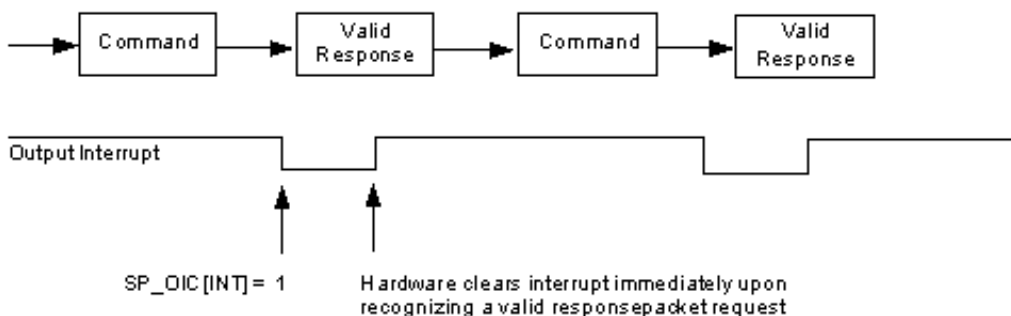 Command
Valid
Response
Command
Valid
Response
Output Interrupt
SP_OIC[INT] = 1
Hardware clears interrupt immediately upon
recognizing a valid responsepacket request